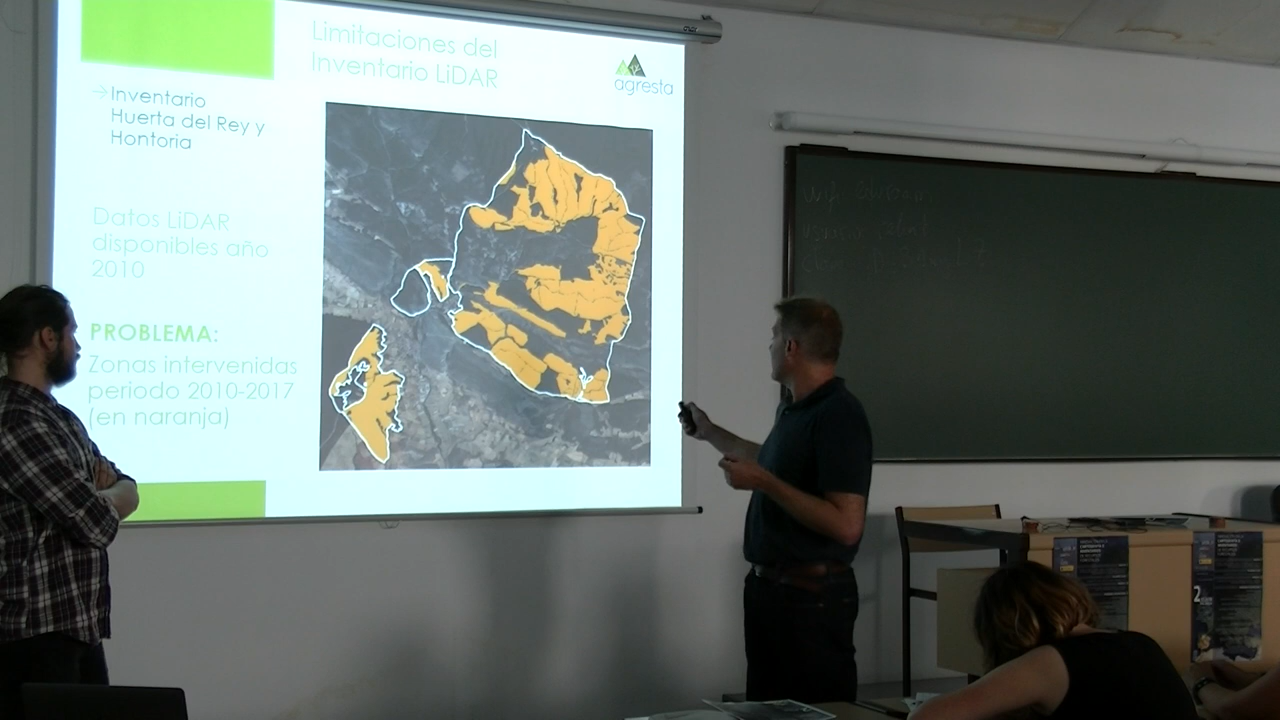 Limitaciones del
Inventario LiDAR
agresta
→Inventario
Huerta del Rey y
Hontoria
Datos LiDAR
disponibles año
2010
PROBLEMA:
Zonas intervenidas
periodo 2010-2017
(en naranja)